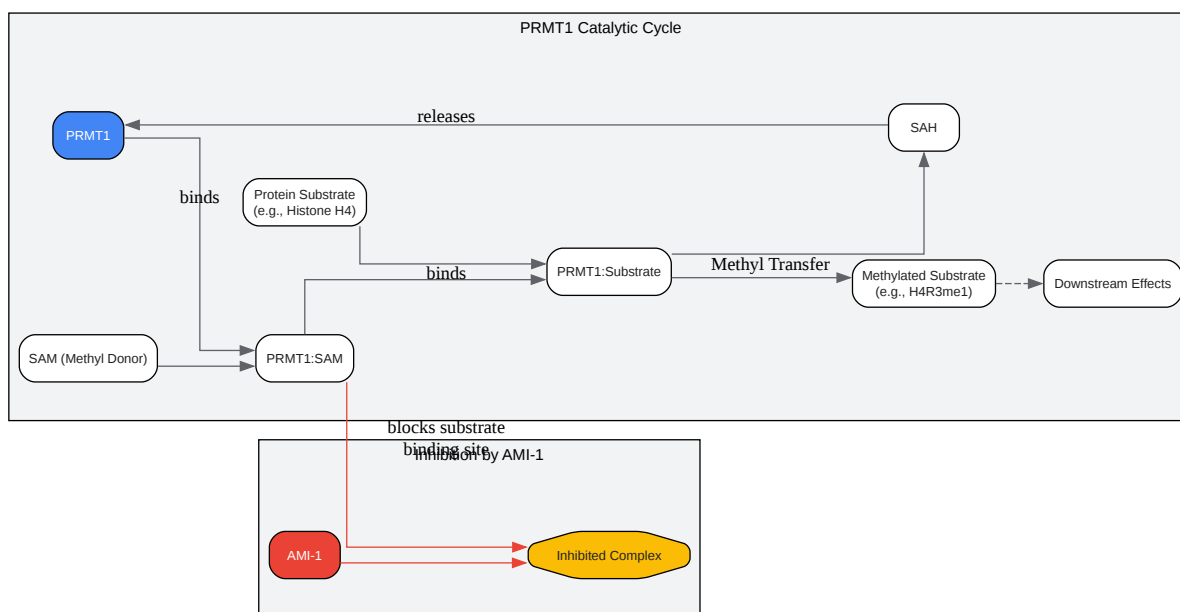 PRMT1 Catalytic Cycle
releases
SAH
PRMT1
binds
Protein Substrate
(e.g., Histone H4)
binds
PRMT1:Substrate
Methyl Transfer
Methylated Substrate
(e.g., H4R3me1)
Downstream Effects
SAM (Methyl Donor)
PRMT1:SAM
blocks substrate
binding site
Inhibition by AMI-1
AMI-1
Inhibited Complex